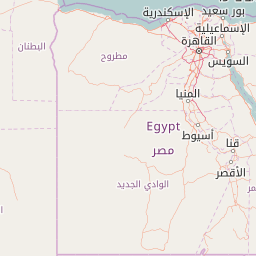 بور سعيد
الإسكندرية
الإسماعيلية
البطنان
القاهرة
مطروح
السويس
المنيا
Egypt
أسيوط
مصر
قنا
الأقصر
الوادي الجديد